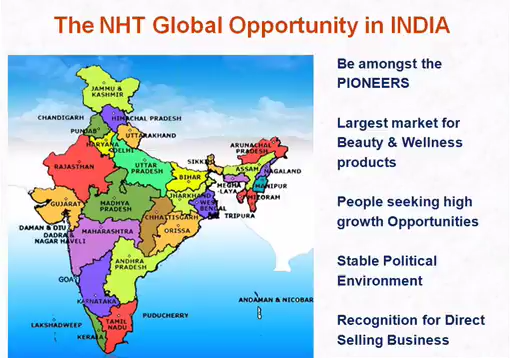 The NHT Global Opportunity in INDIA
Be amongst the
PIONEERS
Largest market for
Beauty & Wellness
products
People seeking high
growth Opportunities
Stable Political
Environment
Recognition for Direct
Selling Business
JAMMU &
KASHMIR
CHANDIGARH
HIMACHAL PRADESH
PUNJAB
UTTARAKHAND
HARYANA
DELHI
ARUNACHAL
PRADESH
RAJASTHAN
UTTAR
PRADESH
SIKKIM
ASSAM
NAGALAND
BIHAR
MEGHA
LAYA
MANIPUR
GUJARAT
MADHYA
PRADESH
JHARKHAND
WEST
BENGAL
MIZORAM
TRIPURA
CHHATTISGARH
DAMAN & DIU
DADRA &
NAGAR HAVELI
MAHARASHTRA
ORISSA
ANDHRA
PRADESH
GOA
KARNATAKA
ANDAMAN & NICOBAR
PUDUCHERRY
LAKSHADWEEP
TAMIL
NADU
KERALA